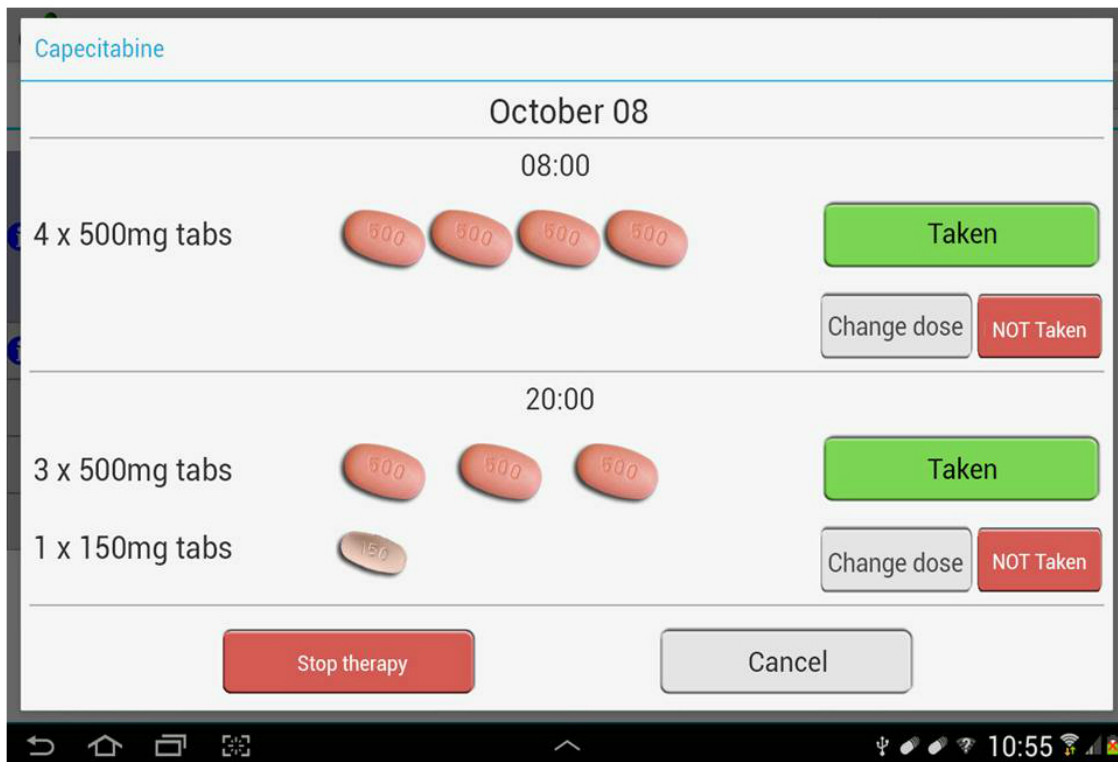 Capecitabine
October 08
08:00
4 x 500mg tabs
500 500 500 500
Taken
Change dose
NOT Taken
20:00
3 x 500mg tabs
500 500 500
Taken
1 x 150mg tabs
150
Change dose
NOT Taken
Stop therapy
Cancel
10:55